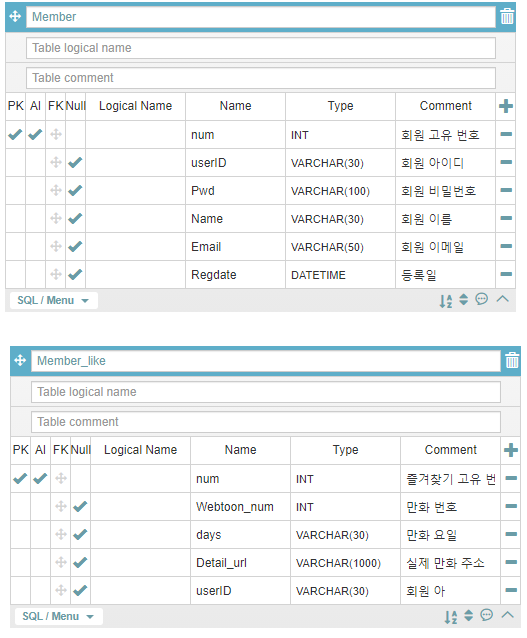 Member
Table logical name
Table comment
PK AI FK Null Logical Name Name Type Comment
num INT 회원 고유 번호
userID VARCHAR(30) 회원 아이디
Pwd VARCHAR(100) 회원 비밀번호
Name VARCHAR(30) 회원 이름
Email VARCHAR(50) 회원 이메일
Regdate DATETIME 등록일
SQL / Menu
Member_like
Table logical name
Table comment
PK AI FK Null Logical Name Name Type Comment
num INT 즐겨찾기 고유 번
Webtoon_num INT 만화 번호
days VARCHAR(30) 만화 요일
Detail_url VARCHAR(1000) 실제 만화 주소
userID VARCHAR(30) 회원 아
SQL / Menu